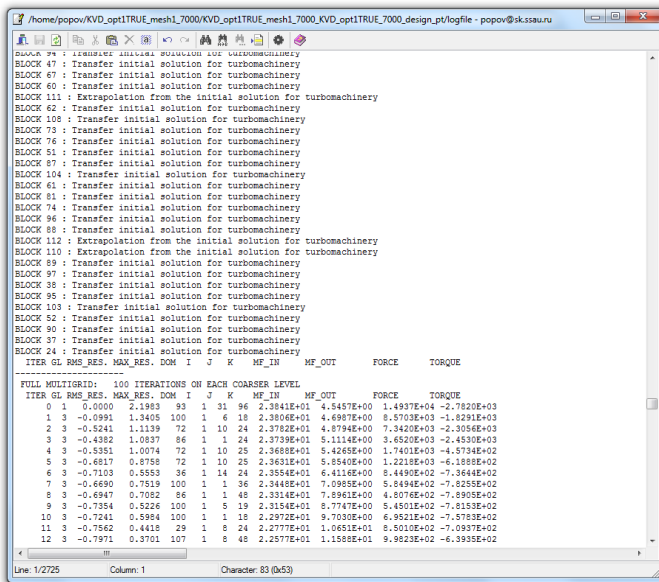 /home/popov/KVD_opt1TRUE_mesh1_7000/KVD_opt1TRUE_mesh1_7000_KVD_opt1TRUE_7000_design_pt/logfile - popov@sk.ssau.ru
BLOCK 94 : Transfer initial solution for turbomachinery
BLOCK 47 : Transfer initial solution for turbomachinery
BLOCK 67 : Transfer initial solution for turbomachinery
BLOCK 60 : Transfer initial solution for turbomachinery
BLOCK 111 : Extrapolation from the initial solution for turbomachinery
BLOCK 62 : Transfer initial solution for turbomachinery
BLOCK 108 : Transfer initial solution for turbomachinery
BLOCK 73 : Transfer initial solution for turbomachinery
BLOCK 76 : Transfer initial solution for turbomachinery
BLOCK 51 : Transfer initial solution for turbomachinery
BLOCK 87 : Transfer initial solution for turbomachinery
BLOCK 104 : Transfer initial solution for turbomachinery
BLOCK 61 : Transfer initial solution for turbomachinery
BLOCK 81 : Transfer initial solution for turbomachinery
BLOCK 74 : Transfer initial solution for turbomachinery
BLOCK 96 : Transfer initial solution for turbomachinery
BLOCK 88 : Transfer initial solution for turbomachinery
BLOCK 112 : Extrapolation from the initial solution for turbomachinery
BLOCK 110 : Extrapolation from the initial solution for turbomachinery
BLOCK 89 : Transfer initial solution for turbomachinery
BLOCK 97 : Transfer initial solution for turbomachinery
BLOCK 38 : Transfer initial solution for turbomachinery
BLOCK 95 : Transfer initial solution for turbomachinery
BLOCK 103 : Transfer initial solution for turbomachinery
BLOCK 52 : Transfer initial solution for turbomachinery
BLOCK 90 : Transfer initial solution for turbomachinery
BLOCK 37 : Transfer initial solution for turbomachinery
BLOCK 24 : Transfer initial solution for turbomachinery
ITER GL RMS_RES. MAX_RES. DOM I J K MF_IN MF_OUT FORCE TORQUE
----------------------
FULL MULTIGRID: 100 ITERATIONS ON EACH COARSER LEVEL
ITER GL RMS_RES. MAX_RES. DOM I J K MF_IN MF_OUT FORCE TORQUE
0 1 0.0000 2.1983 93 1 31 96 2.3841E+01 4.5457E+00 1.4937E+04 -2.7820E+03
1 3 -0.0991 1.3405 100 1 6 18 2.3806E+01 4.6987E+00 8.5703E+03 -1.8291E+03
2 3 -0.5241 1.1139 72 1 10 24 2.3782E+01 4.8794E+00 7.3420E+03 -2.3056E+03
3 3 -0.4382 1.0837 86 1 1 24 2.3739E+01 5.1114E+00 3.6520E+03 -2.4530E+03
4 3 -0.5351 1.0074 72 1 10 25 2.3688E+01 5.4265E+00 1.7401E+03 -4.5734E+02
5 3 -0.6817 0.8758 72 1 10 25 2.3631E+01 5.8540E+00 1.2218E+03 -6.1888E+02
6 3 -0.7103 0.5553 36 1 14 24 2.3554E+01 6.4116E+00 8.4490E+02 -7.3644E+02
7 3 -0.6690 0.7519 100 1 1 36 2.3448E+01 7.0985E+00 5.8494E+02 -7.8255E+02
8 3 -0.6947 0.7082 86 1 1 48 2.3314E+01 7.8961E+00 4.8076E+02 -7.8905E+02
9 3 -0.7354 0.5226 100 1 5 19 2.3154E+01 8.7747E+00 5.4501E+02 -7.8153E+02
10 3 -0.7241 0.5984 100 1 1 18 2.2972E+01 9.7030E+00 6.9521E+02 -7.5783E+02
11 3 -0.7562 0.4418 29 1 8 24 2.2777E+01 1.0651E+01 8.5010E+02 -7.0937E+02
12 3 -0.7971 0.3701 107 1 8 48 2.2577E+01 1.1588E+01 9.9823E+02 -6.3935E+02
Line: 1/2725 Column: 1 Character: 83 (0x53)